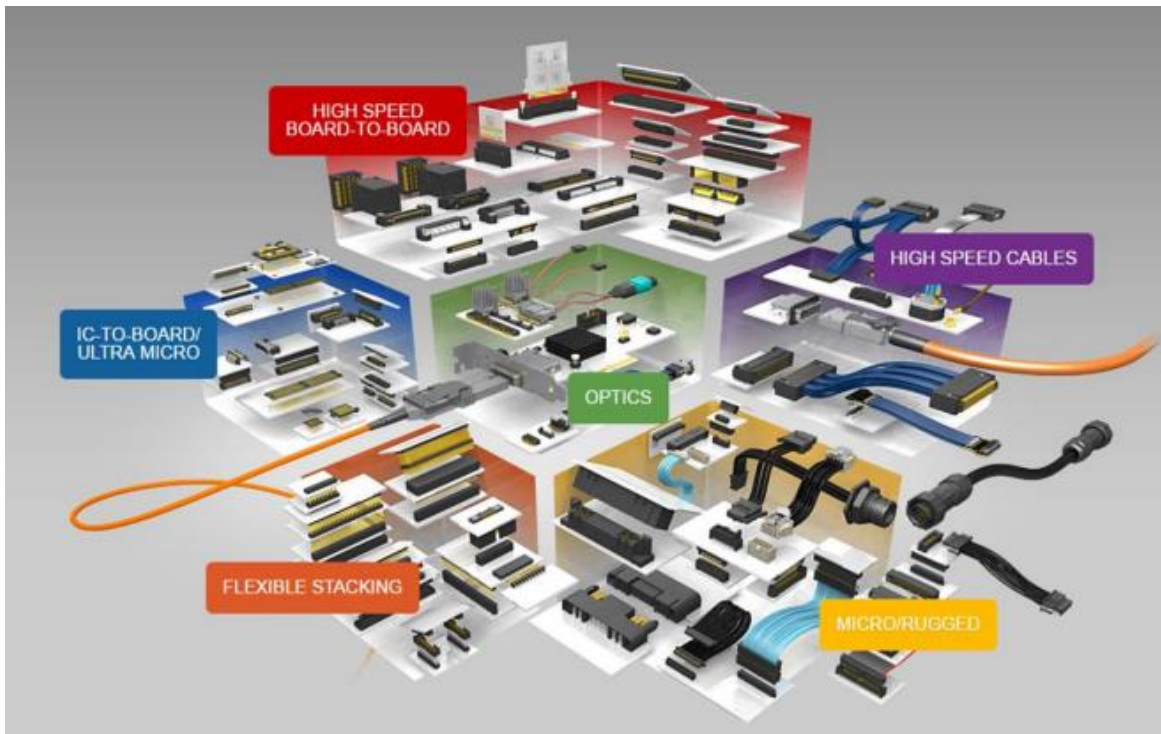 HIGH SPEED
BOARD-TO-BOARD
HIGH SPEED CABLES
IC-TO-BOARD/
ULTRA MICRO
OPTICS
FLEXIBLE STACKING
MICRO/RUGGED